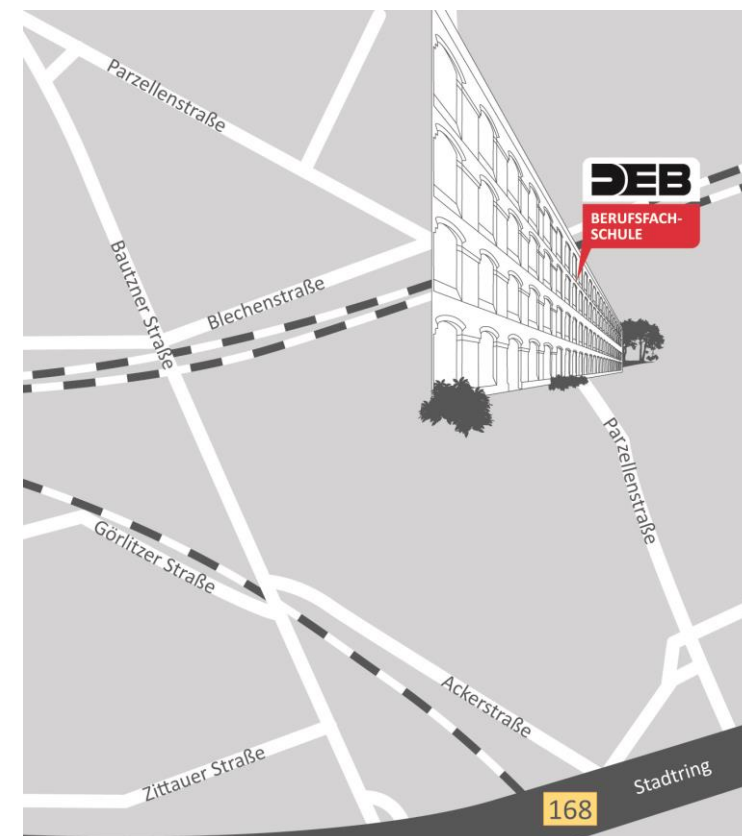 Parzellenstraße
DEB
BERUFSFACH-
SCHULE
Bautzner Straße
Blechenstraße
Parzellenstraße
Görlitzer Straße
Ackerstraße
Zittauer Straße
Stadtring
168